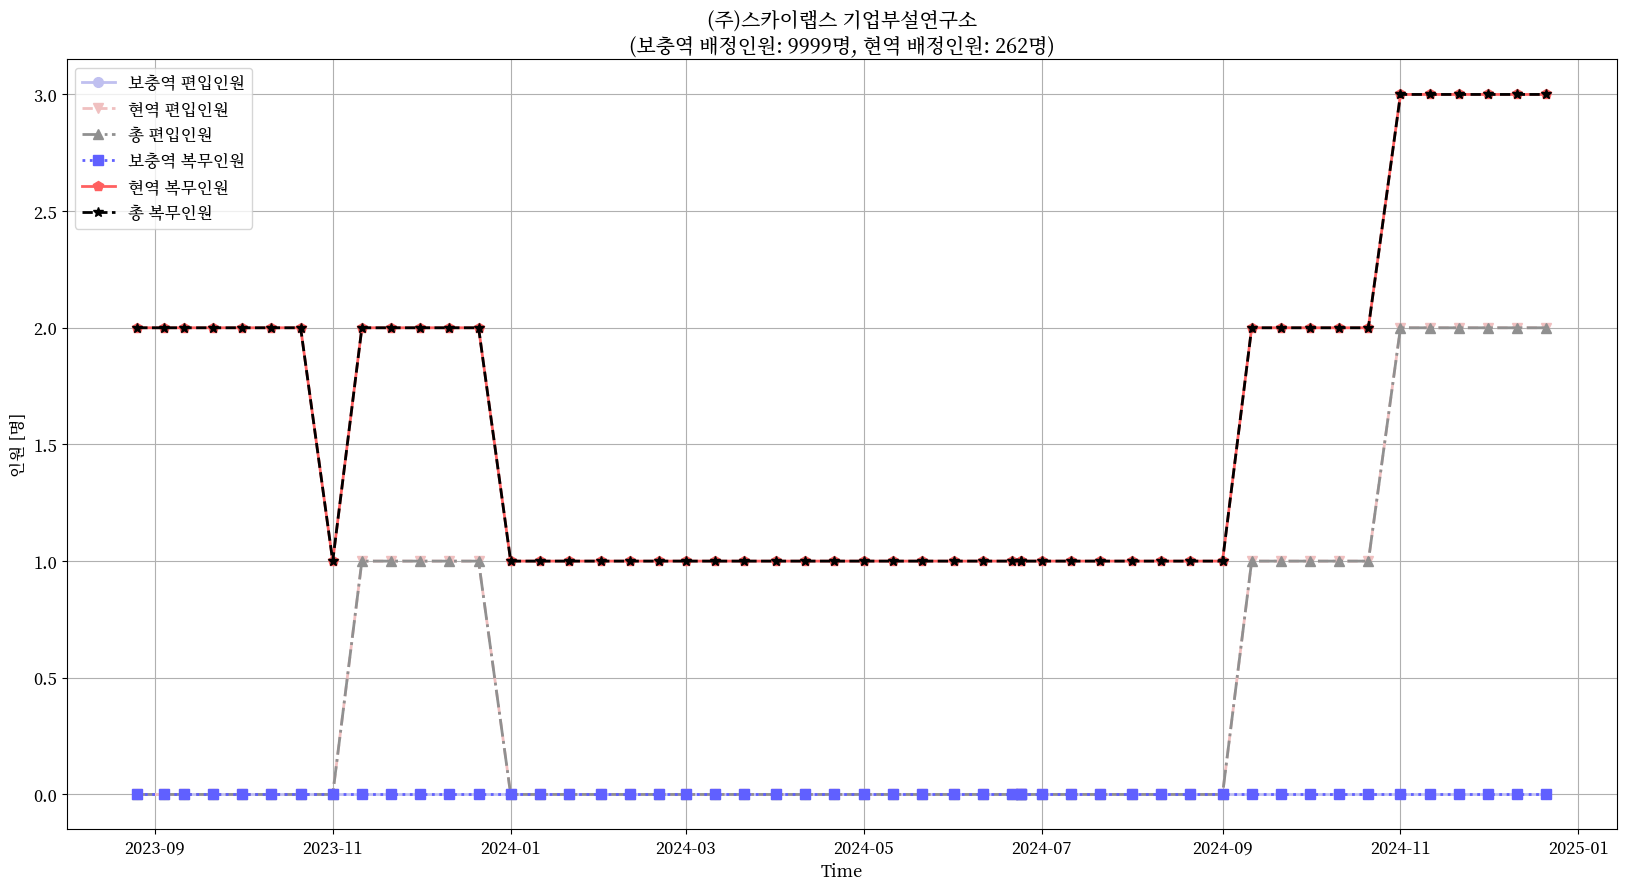 (주)스카이랩스 기업부설연구소
(보충역 배정인원: 9999명, 현역 배정인원: 262명)
보충역 편입인원
현역 편입인원
총 편입인원
보충역 복무인원
현역 복무인원
총 복무인원
3.0
2.5
2.0
1.5
1.0
0.5
0.0
인원 [명]
2023-09 2023-11 2024-01 2024-03 2024-05 2024-07 2024-09 2024-11 2025-01
Time